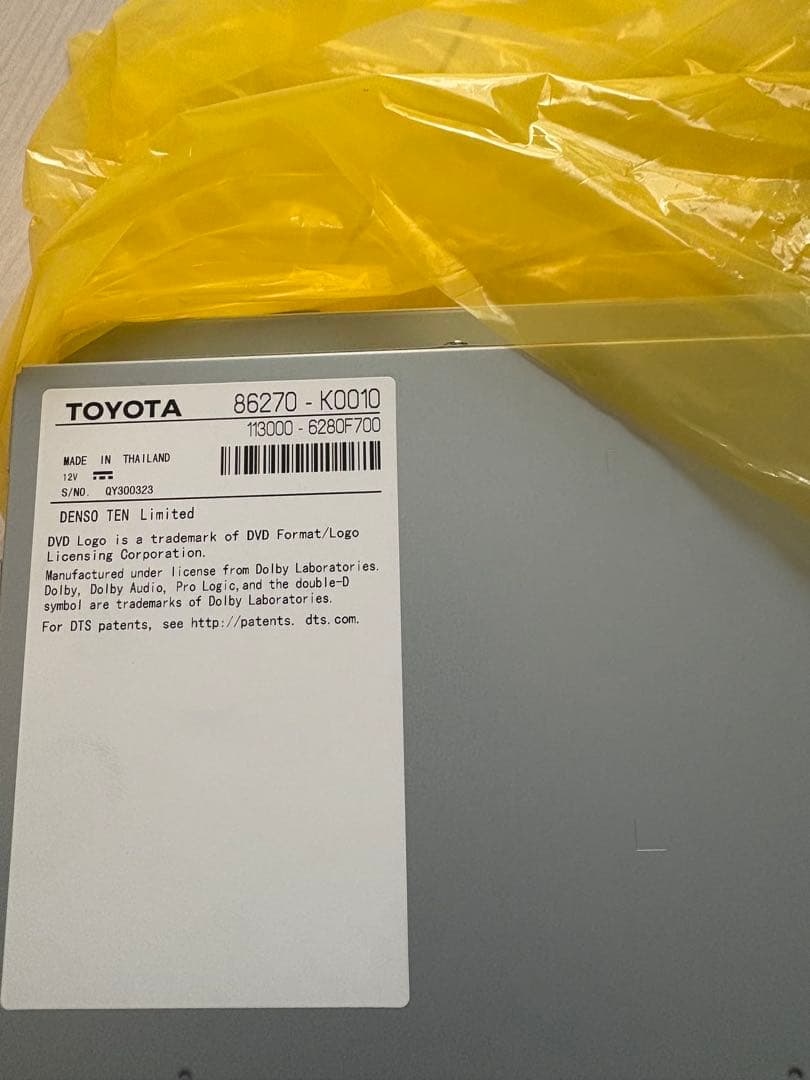 TOYOTA 86270 - K0010
113000 - 6280F700
MADE IN THAILAND
12V
S/NO. QY300323
DENSO TEN Limited
DVD Logo is a trademark of DVD Format/Logo
Licensing Corporation.
Manufactured under license from Dolby Laboratories.
Dolby, Dolby Audio, Pro Logic, and the double-D
symbol are trademarks of Dolby Laboratories.
For DTS patents, see http://patents. dts.com.